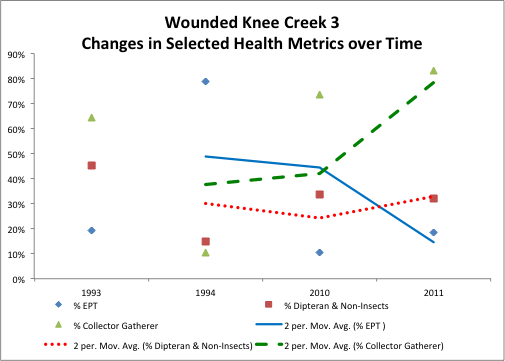 Wounded Knee Creek 3
Changes in Selected Health Metrics over Time
90%
80%
70%
60%
50%
40%
30%
20%
10%
0%
1993 1994 2010 2011
% EPT % Dipteran & Non-Insects
% Collector Gatherer 2 per. Mov. Avg. (% EPT )
2 per. Mov. Avg. (% Dipteran & Non-Insects) 2 per. Mov. Avg. (% Collector Gatherer)